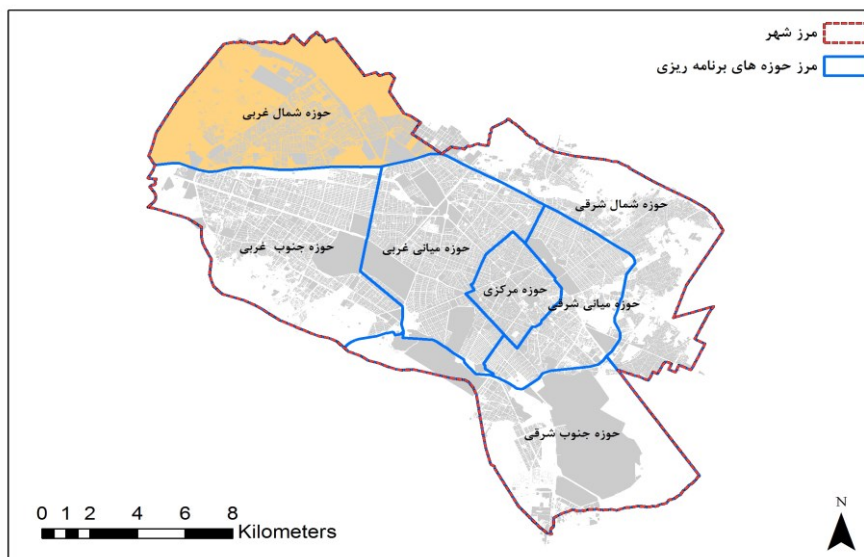 مرز شهر
مرز حوزه های برنامه ریزی
حوزه شمال غربی
حوزه شمال شرقی
حوزه میانی غربی
حوزه جنوب غربی
حوزه مرکزی
حوزه میانی شرقی
حوزه جنوب شرقی
N
0 1 2 4 6 8
Kilometers